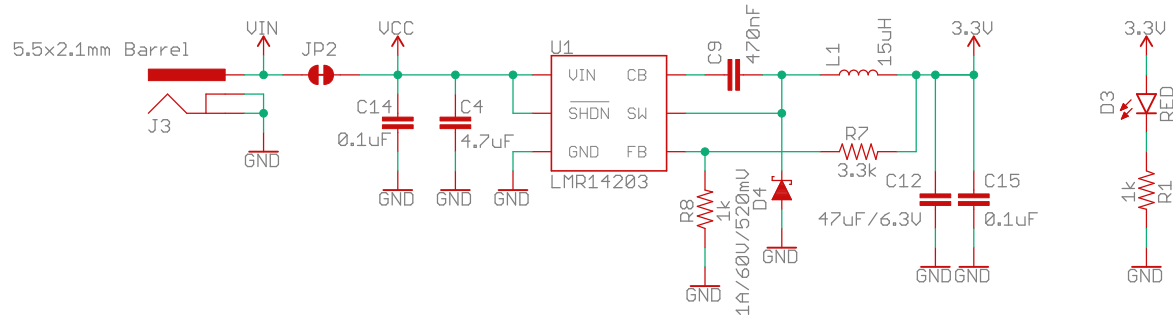 5.5x2.1mm Barrel
J3
GND
VIN
JP2
VCC
C14
0.1uF
GND
C4
4.7uF
GND
GND
U1
VIN
SHDN
GND
CB
SW
FB
LMR14203
C9
470nF
L1
15uH
R7
3.3k
R8
1k
GND
D4
1A/60V/520mV
GND
3.3V
C12
47uF/6.3V
GND
C15
0.1uF
GND
3.3V
D3
RED
R1
1k
GND